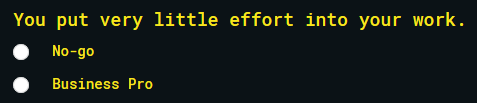 You put very little effort into your work.
No-go
Business Pro